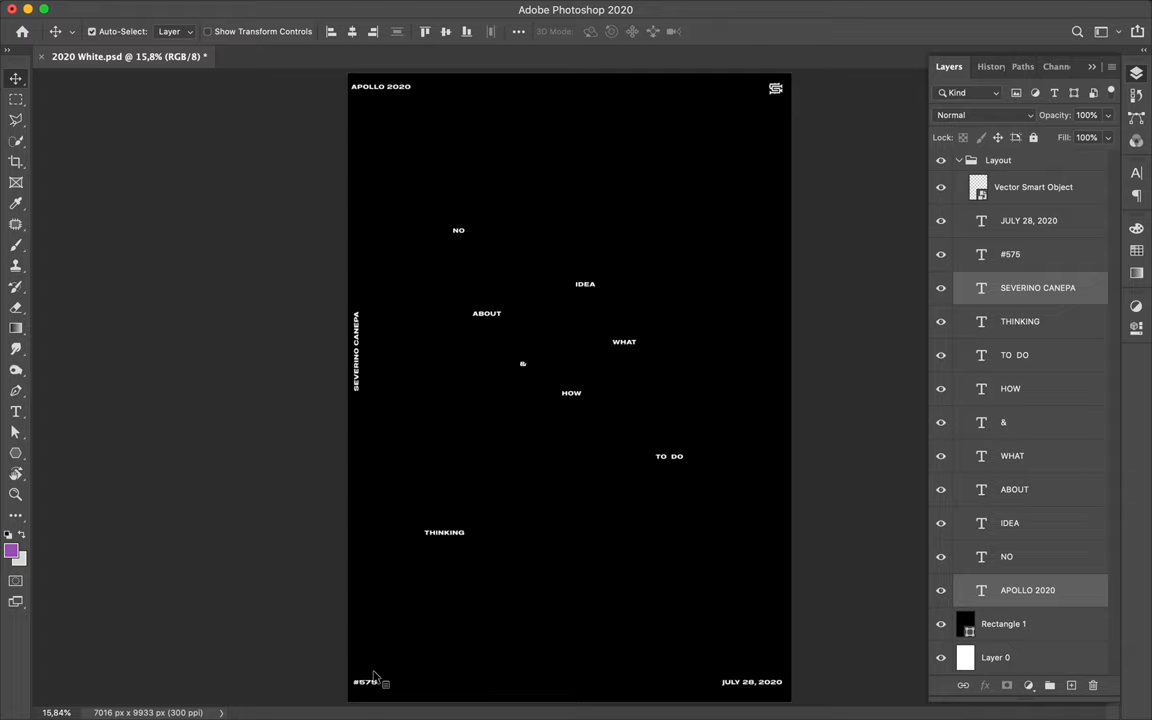 Adobe Photoshop 2020
Auto-Select: Layer Show Transform Controls 3D Mode:
2020 White.psd @ 15,8% (RGB/8) *
APOLLO 2020
NO
IDEA
ABOUT
WHAT
&
HOW
SEVERINO CANEPA
TO DO
THINKING
#575
JULY 28, 2020
Layers History Paths Chann
Kind
Normal Opacity: 100%
Lock: Fill: 100%
Layout
Vector Smart Object
JULY 28, 2020
#575
SEVERINO CANEPA
THINKING
TO DO
HOW
&
WHAT
ABOUT
IDEA
NO
APOLLO 2020
Rectangle 1
Layer 0
15,84% 7016 px x 9933 px (300 ppi)